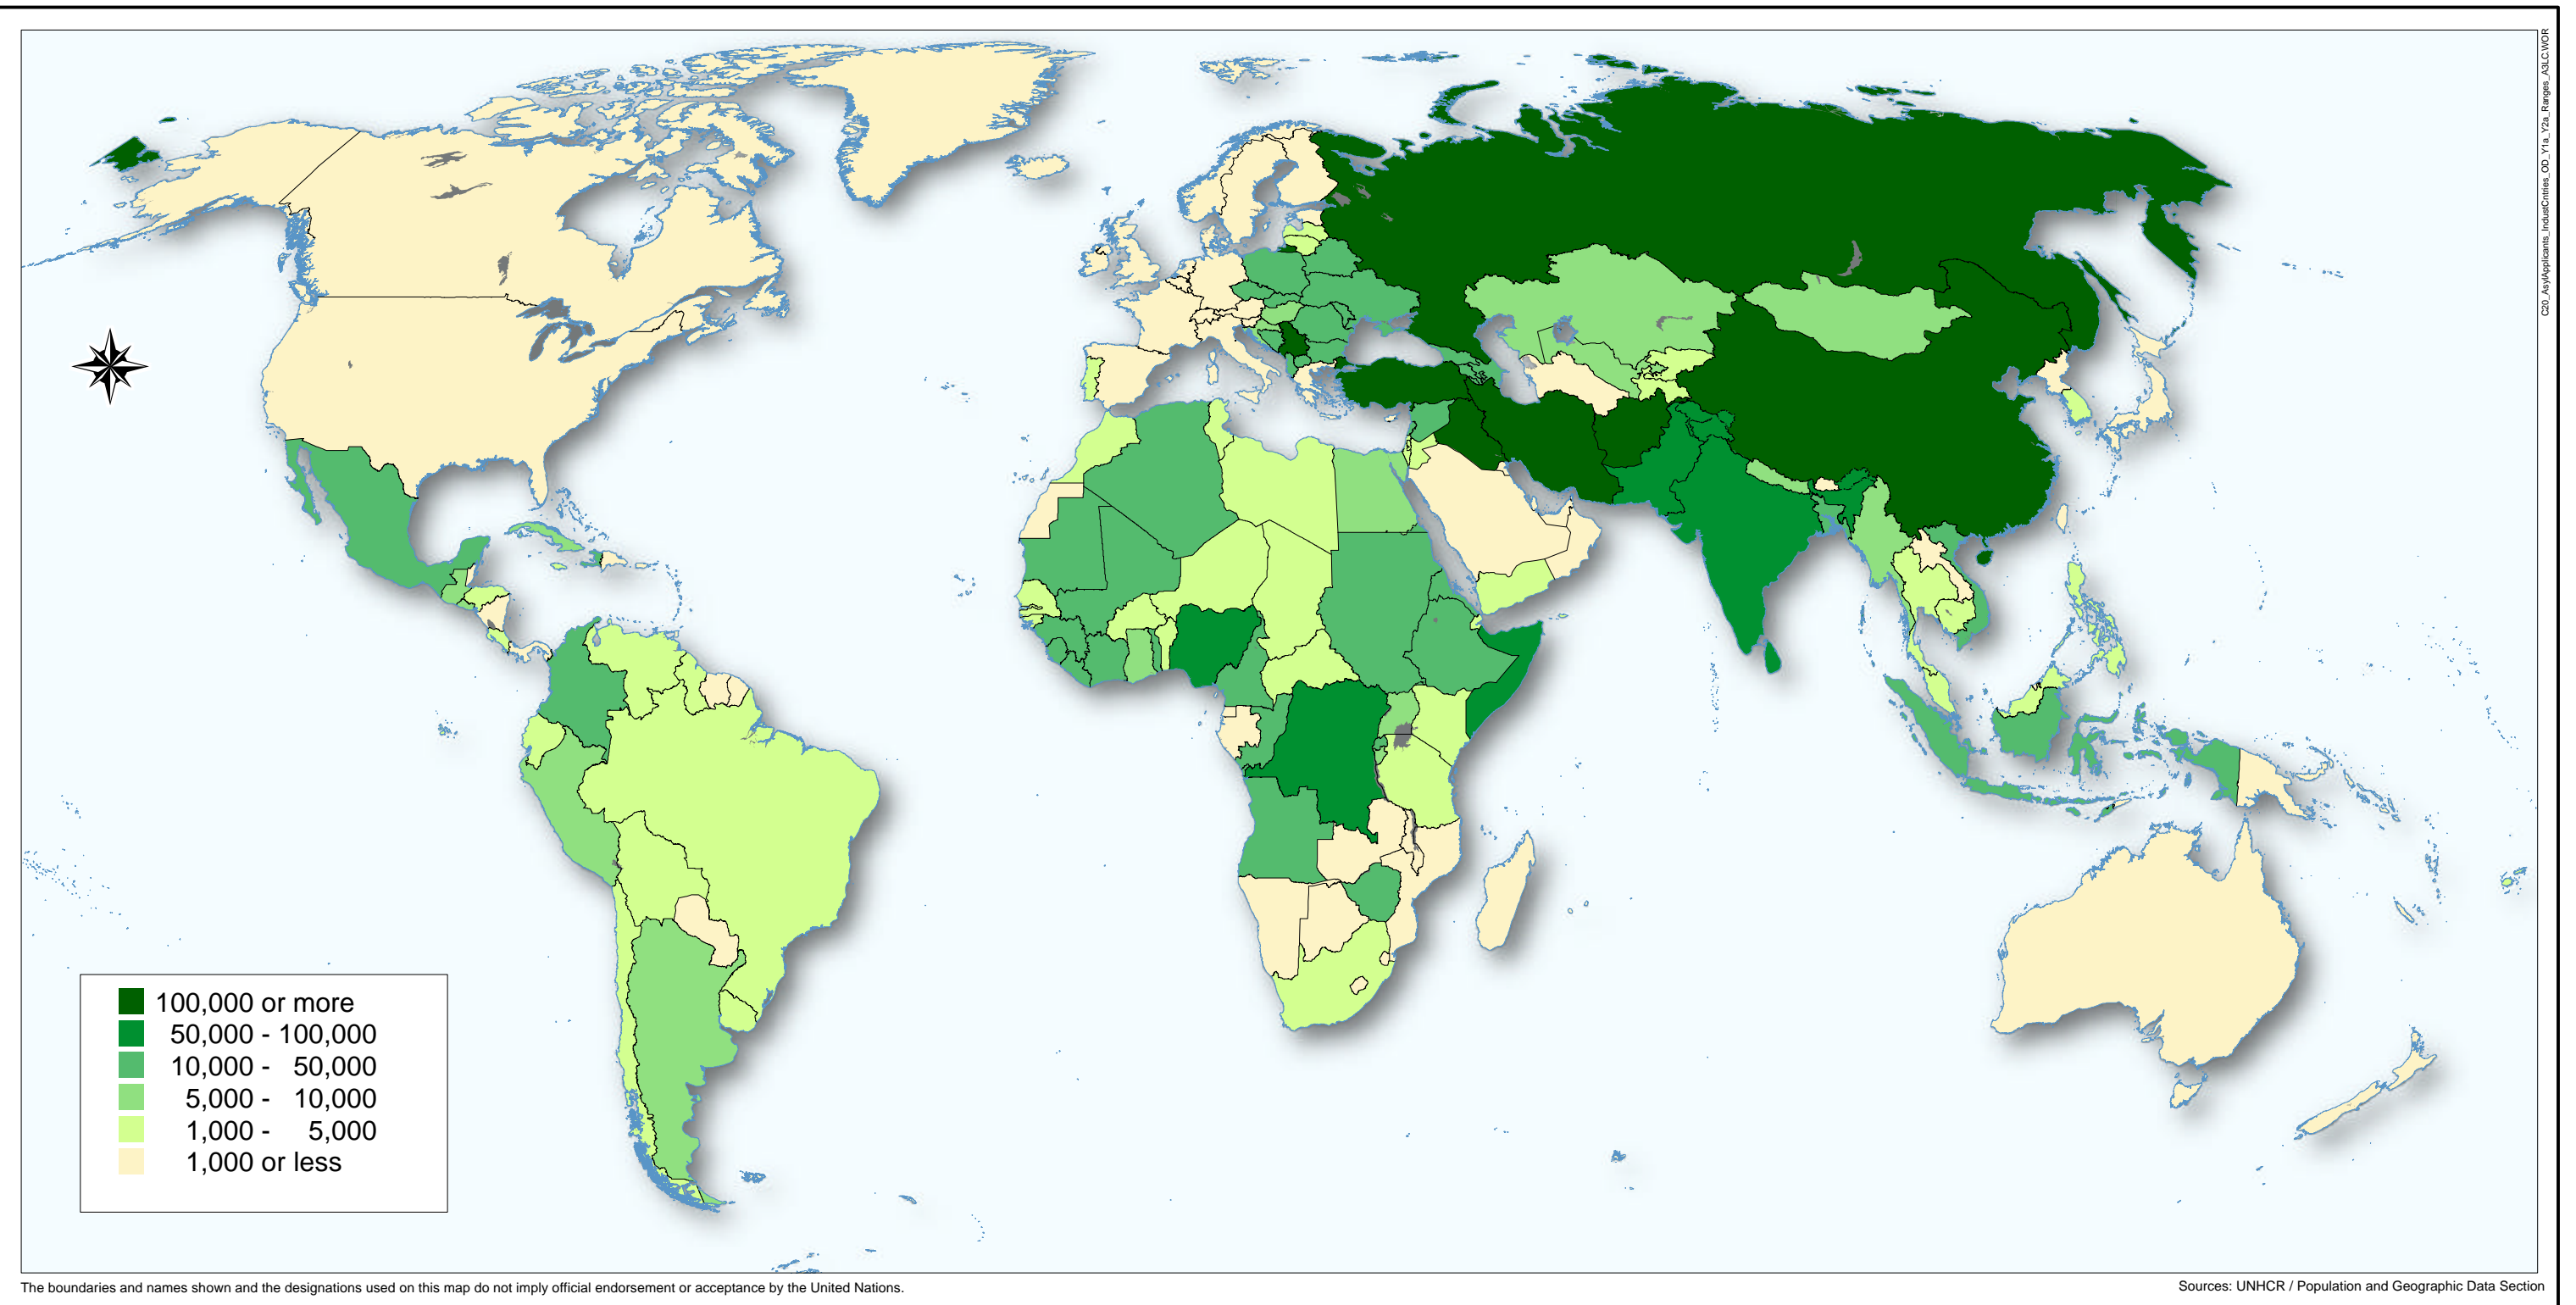 C20_AsylApplicants_IndustCntries_OD_Y1a_Y2a_Ranges_A3LC.WOR
100,000 or more
50,000 - 100,000
10,000 - 50,000
5,000 - 10,000
1,000 - 5,000
1,000 or less
The boundaries and names shown and the designations used on this map do not imply official endorsement or acceptance by the United Nations.
Sources: UNHCR / Population and Geographic Data Section